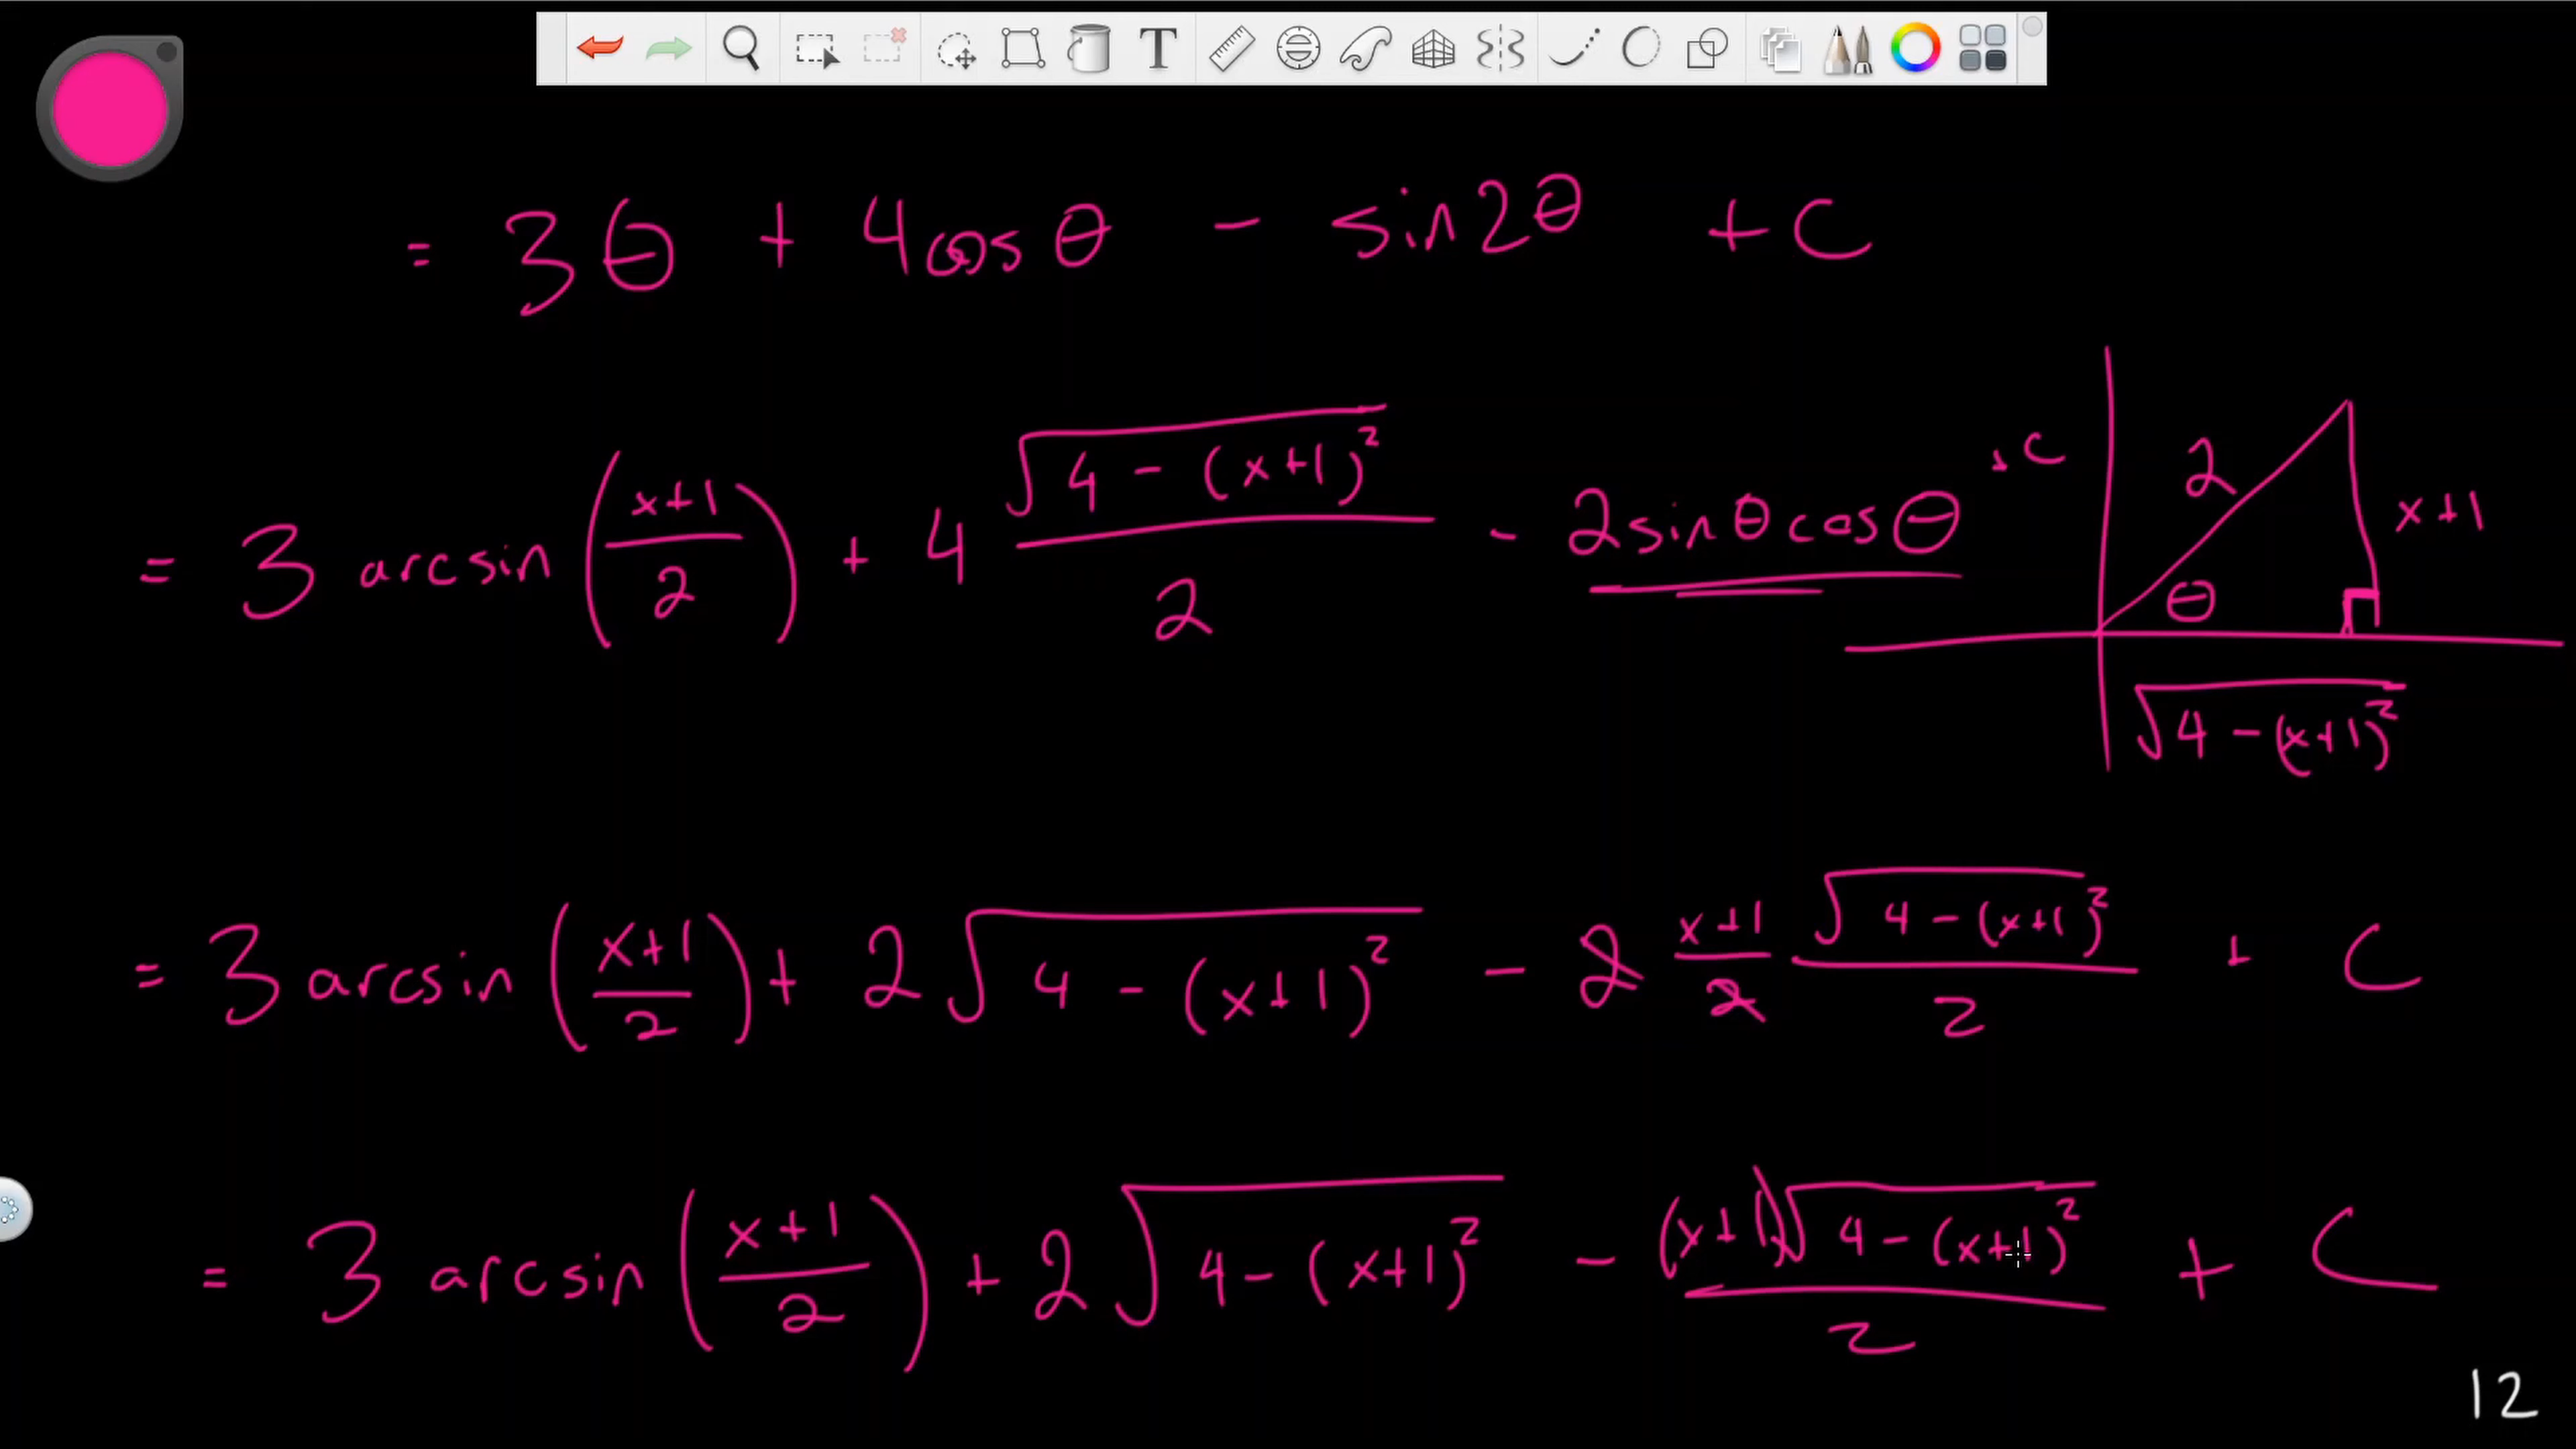 = 3θ + 4cosθ - sin2θ + C
= 3 arcsin((x+1)/2) + 4 √(4 - (x+1)²)/2 - 2sinθcosθ + C
2
x+1
θ
√(4 - (x+1)²)
= 3 arcsin((x+1)/2) + 2√(4 - (x+1)²) - 2 (x+1)/2 √(4 - (x+1)²)/2 + C
= 3 arcsin((x+1)/2) + 2√(4 - (x+1)²) - (x+1)√(4 - (x+1)²)/2 + C
12
T